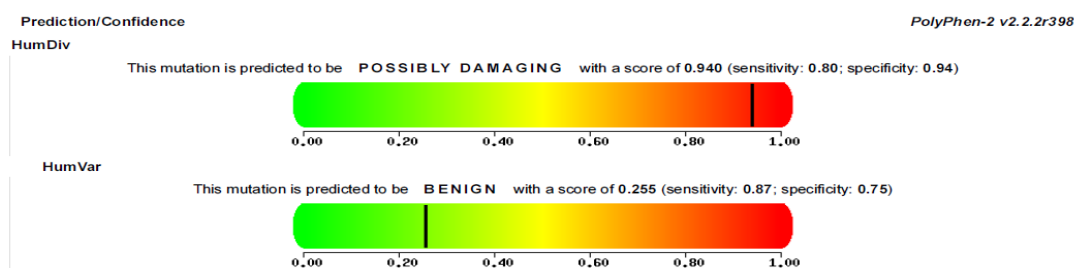 Prediction/Confidence PolyPhen-2 v2.2.2r398
HumDiv
This mutation is predicted to be POSSIBLY DAMAGING with a score of 0.940 (sensitivity: 0.80; specificity: 0.94)
0.00 0.20 0.40 0.60 0.80 1.00
HumVar
This mutation is predicted to be BENIGN with a score of 0.255 (sensitivity: 0.87; specificity: 0.75)
0.00 0.20 0.40 0.60 0.80 1.00